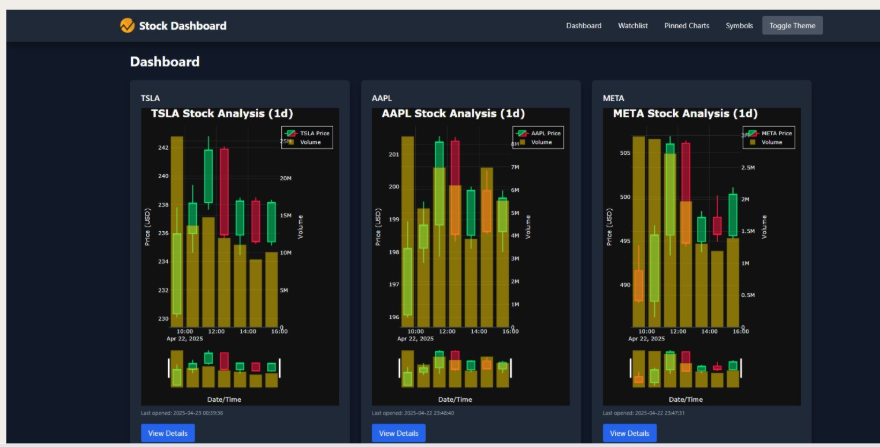 Stock Dashboard
Dashboard Watchlist Pinned Charts Symbols Toggle Theme
Dashboard
TSLA
TSLA Stock Analysis (1d)
TSLA Price
Volume
242
240
238
236
234
232
230
Price (USD)
20M
15M
10M
5M
0
Volume
10:00 12:00 14:00 16:00
Apr 22, 2025
Date/Time
Last opened: 2025-04-23 00:39:36
View Details
AAPL
AAPL Stock Analysis (1d)
AAPL Price
Volume
201
200
199
198
197
196
Price (USD)
8M
7M
6M
5M
4M
3M
2M
1M
0
Volume
10:00 12:00 14:00 16:00
Apr 22, 2025
Date/Time
Last opened: 2025-04-22 23:48:40
View Details
META
META Stock Analysis (1d)
META Price
Volume
505
500
495
490
Price (USD)
3M
2.5M
2M
1.5M
1M
0.5M
0
Volume
10:00 12:00 14:00 16:00
Apr 22, 2025
Date/Time
Last opened: 2025-04-22 23:47:31
View Details